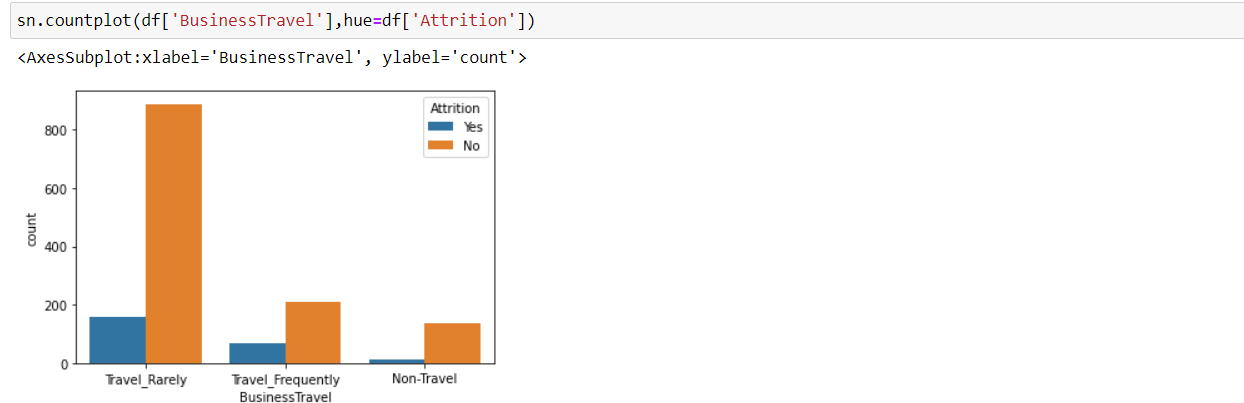 sn.countplot(df['BusinessTravel'],hue=df['Attrition'])
<AxesSubplot:xlabel='BusinessTravel', ylabel='count'>
Attrition
Yes
No
800
600
400
200
0
count
Travel_Rarely
Travel_Frequently
Non-Travel
BusinessTravel